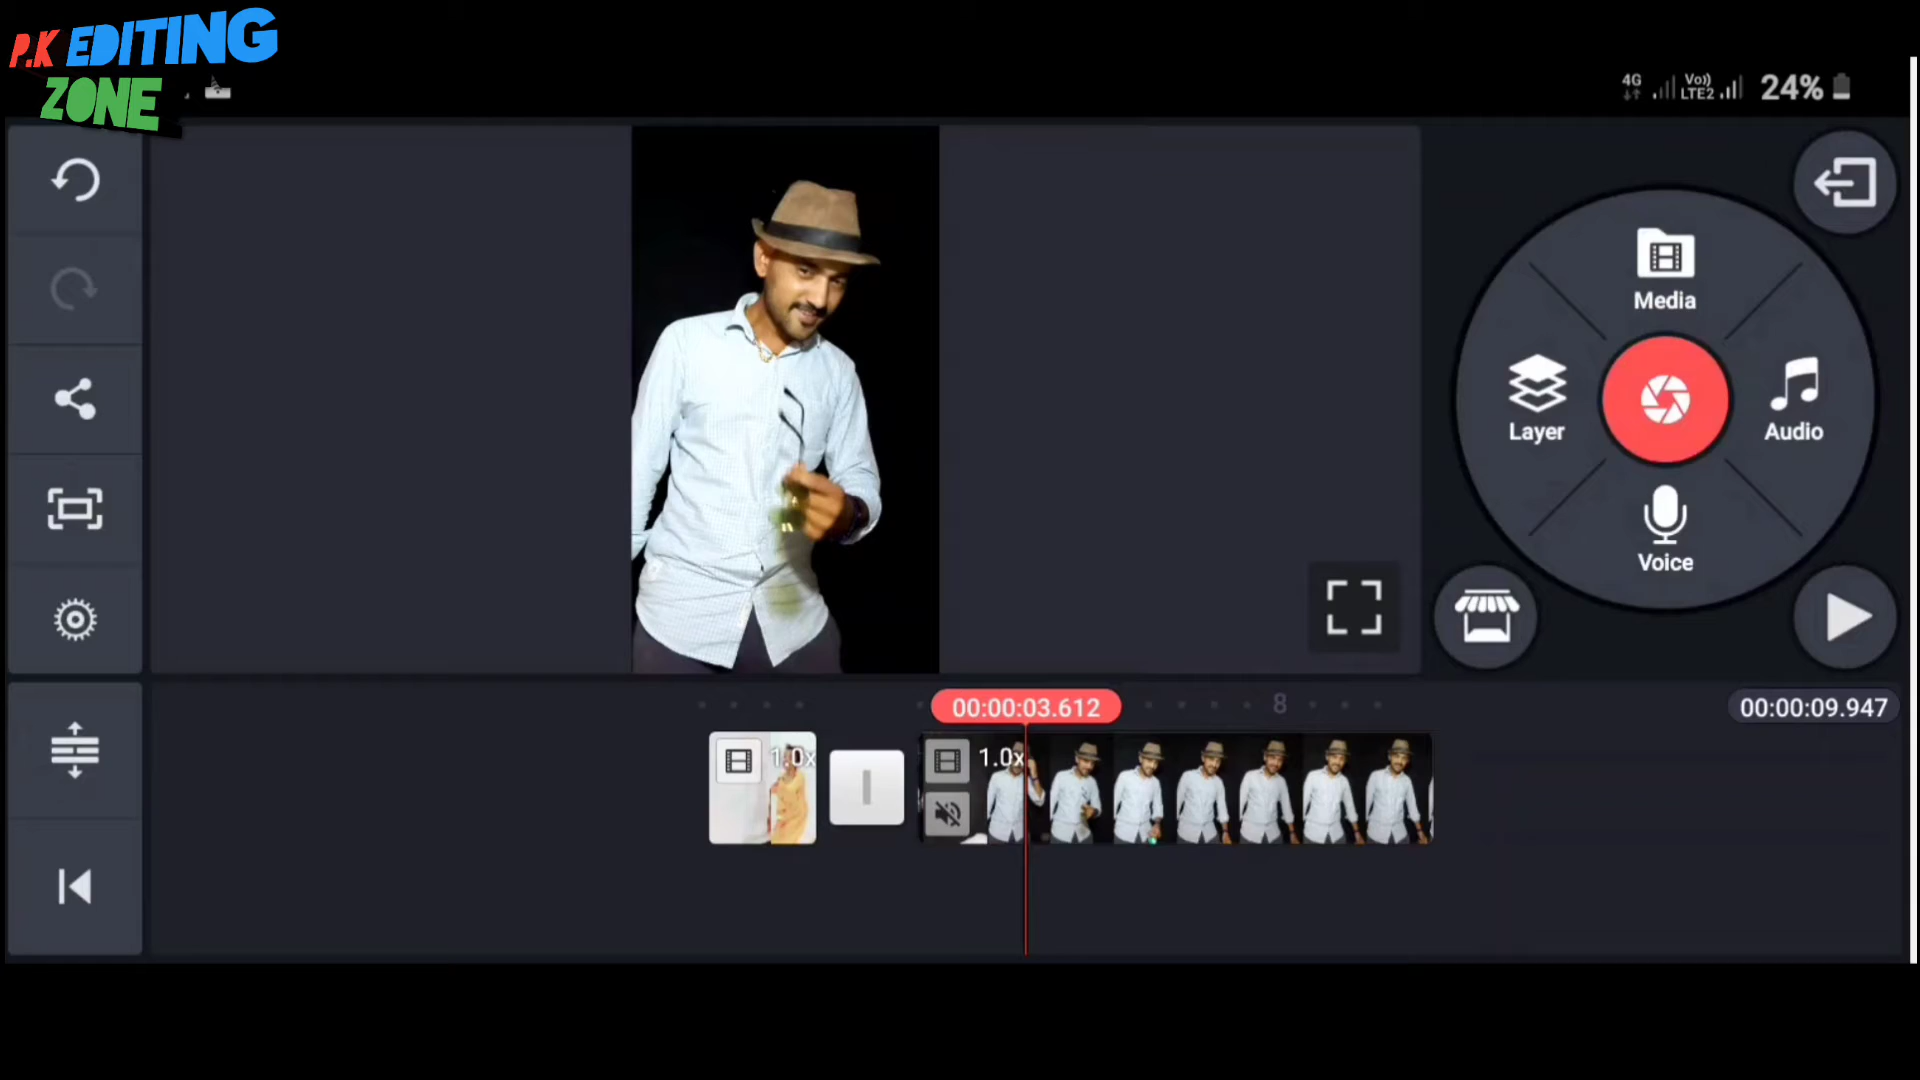 P.K EDITING
ZONE
4G
Vo))
LTE2
24%
Media
Layer
Audio
Voice
00:00:03.612
8
00:00:09.947
1.0x
1.0x